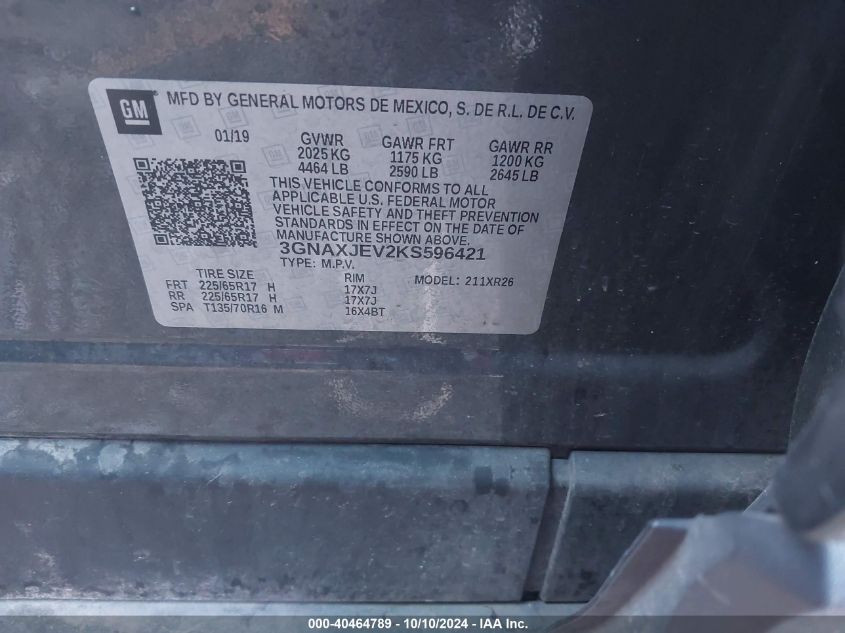 GM MFD BY GENERAL MOTORS DE MEXICO, S. DE R.L. DE C.V.
01/19 GVWR GAWR FRT GAWR RR
2025 KG 1175 KG 1200 KG
4464 LB 2590 LB 2645 LB
THIS VEHICLE CONFORMS TO ALL
APPLICABLE U.S. FEDERAL MOTOR
VEHICLE SAFETY AND THEFT PREVENTION
STANDARDS IN EFFECT ON THE DATE OF
MANUFACTURE SHOWN ABOVE.
3GNAXJEV2KS596421
TYPE: M.P.V.
TIRE SIZE RIM MODEL: 211XR26
FRT 225/65R17 H 17X7J
RR 225/65R17 H 17X7J
SPA T135/70R16 M 16X4BT
000-40464789 - 10/10/2024 - IAA Inc.